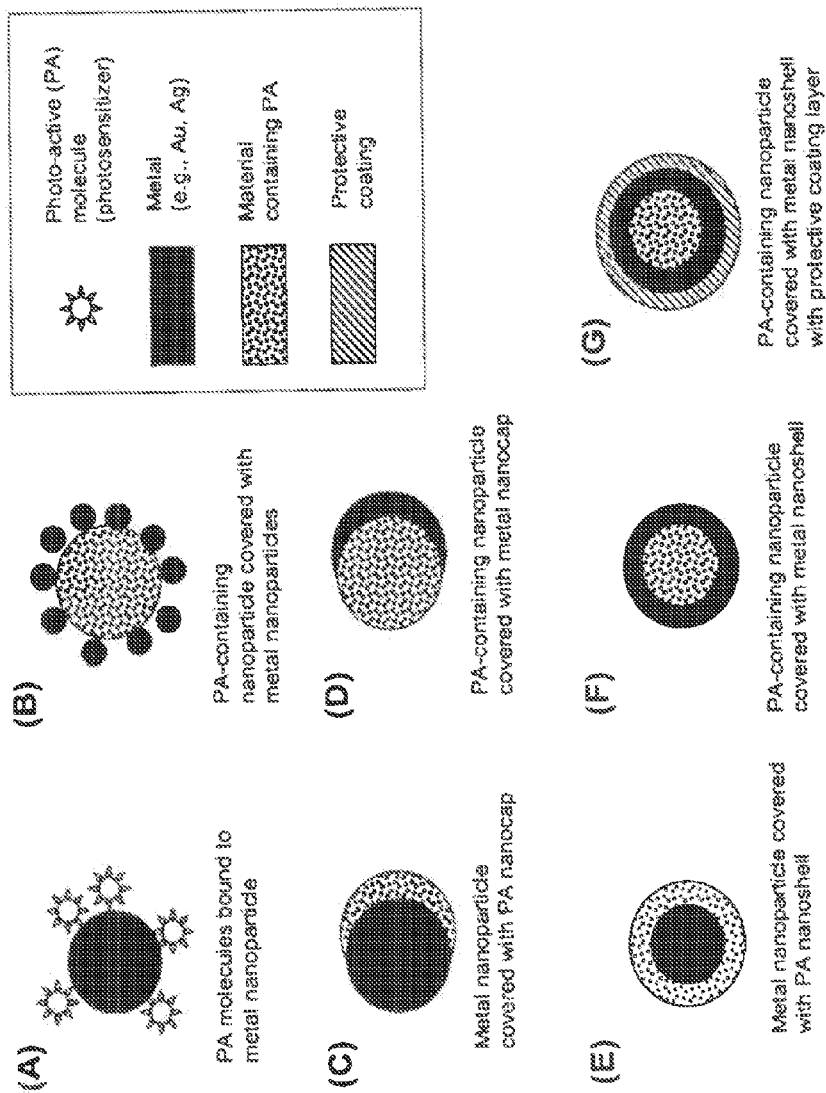 (A)
PA molecules bound to
metal nanoparticle
(B)
PA-containing
nanoparticle covered with
metal nanoparticles
Photo-active (PA)
molecule
(photosensitizer)
Metal
(e.g., Au, Ag)
Material
containing PA
Protective
coating
(C)
Metal nanoparticle
covered with PA nanocap
(D)
PA-containing nanoparticle
covered with metal nanocap
(E)
Metal nanoparticle covered
with PA nanoshell
(F)
PA-containing nanoparticle
covered with metal nanoshell
(G)
PA-containing nanoparticle
covered with metal nanoshell
with protective coating layer